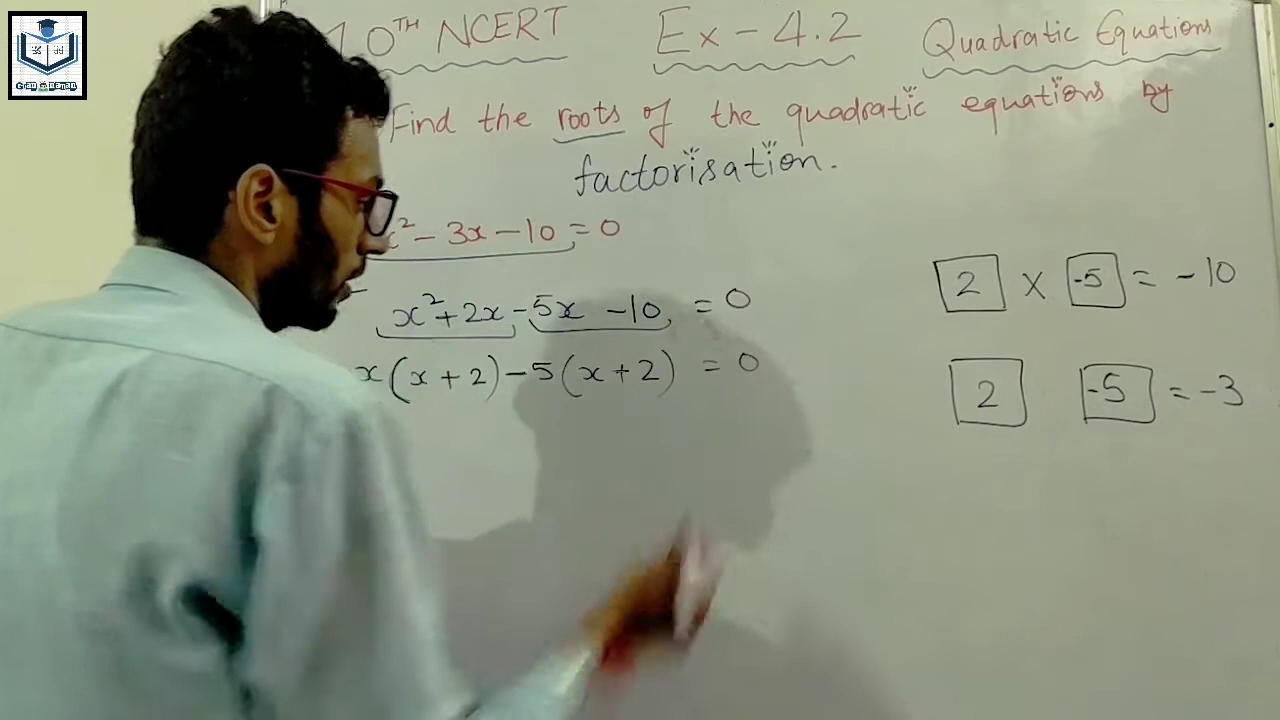 10TH NCERT Ex-4.2 Quadratic Equations
Find the roots of the quadratic equations by
factorisation.
x² - 3x - 10 = 0
x² + 2x - 5x - 10 = 0
x(x + 2) - 5(x + 2) = 0
2 × -5 = -10
2 -5 = -3